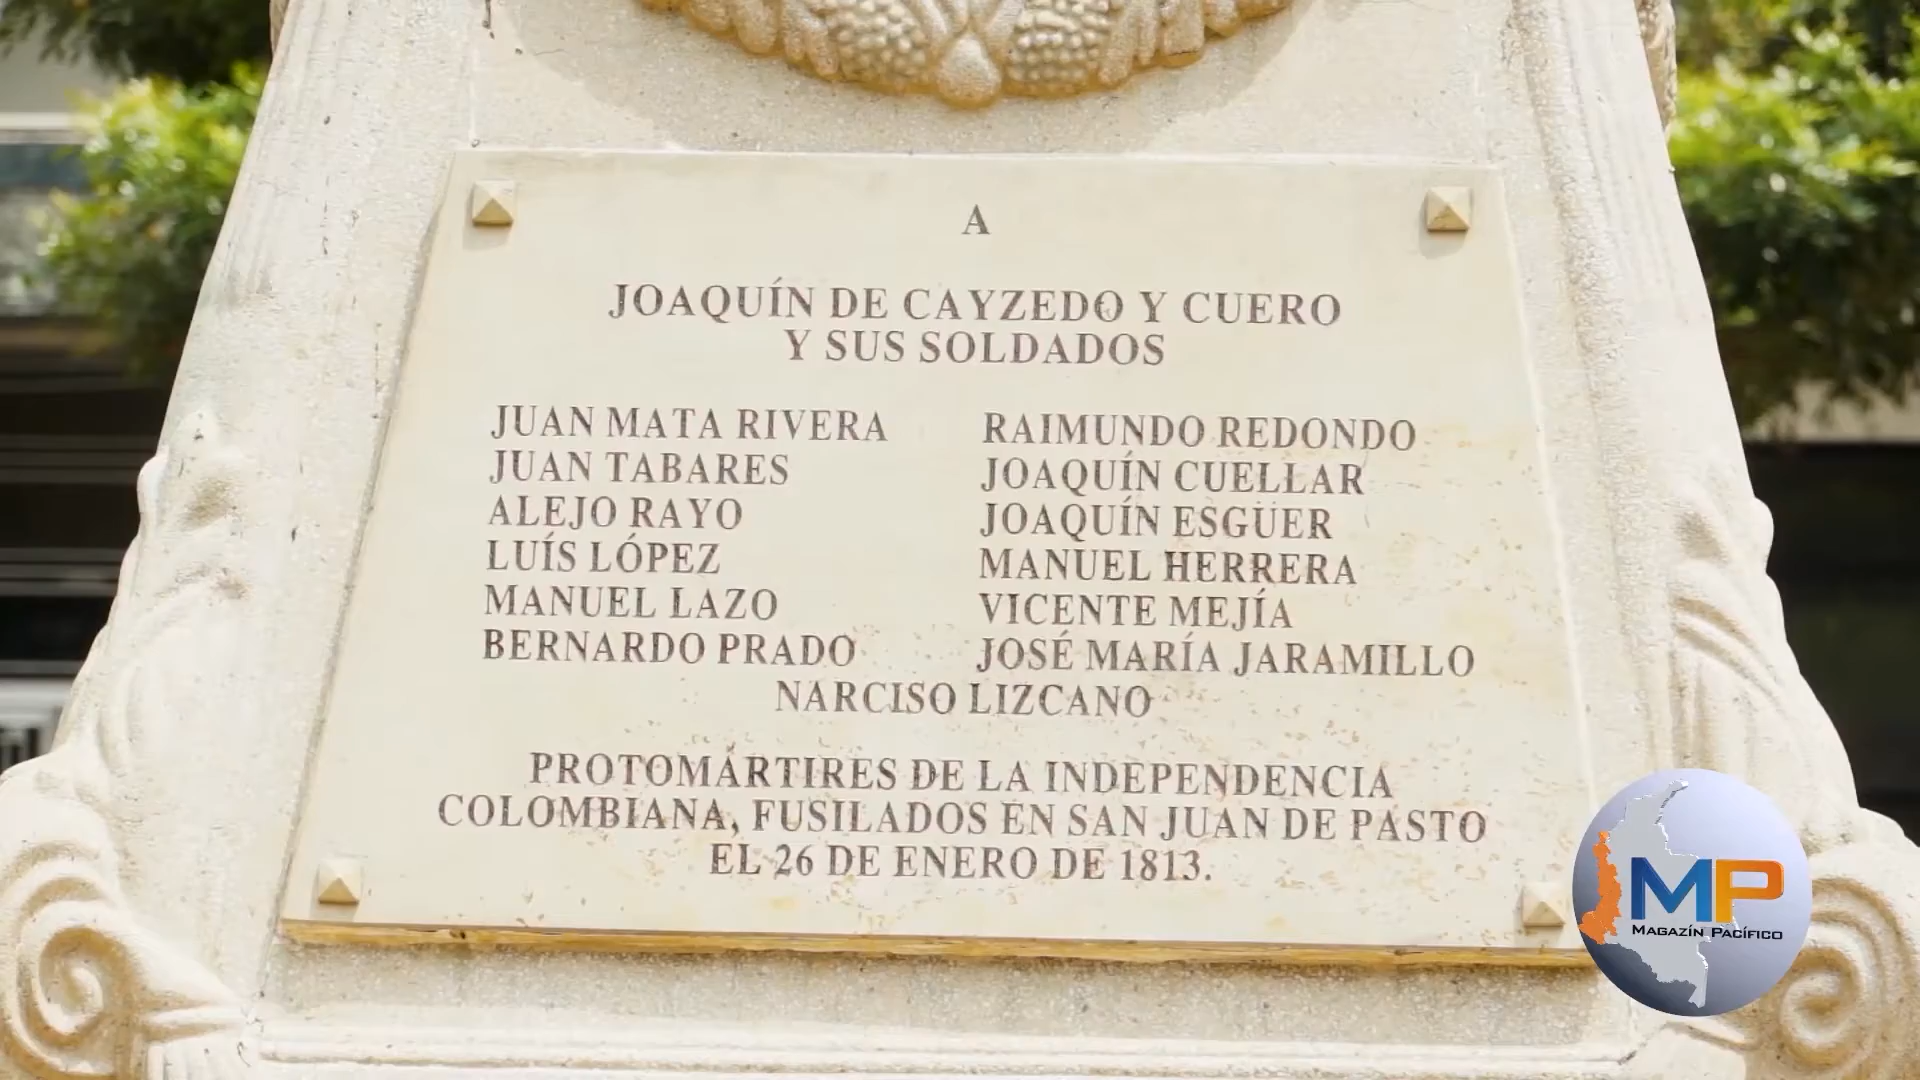 A
JOAQUÍN DE CAYZEDO Y CUERO
Y SUS SOLDADOS
JUAN MATA RIVERA
JUAN TABARES
ALEJO RAYO
LUÍS LÓPEZ
MANUEL LAZO
BERNARDO PRADO
RAIMUNDO REDONDO
JOAQUÍN CUELLAR
JOAQUÍN ESGÜER
MANUEL HERRERA
VICENTE MEJÍA
JOSÉ MARÍA JARAMILLO
NARCISO LIZCANO
PROTOMÁRTIRES DE LA INDEPENDENCIA
COLOMBIANA, FUSILADOS EN SAN JUAN DE PASTO
EL 26 DE ENERO DE 1813.
MP
MAGAZÍN PACÍFICO